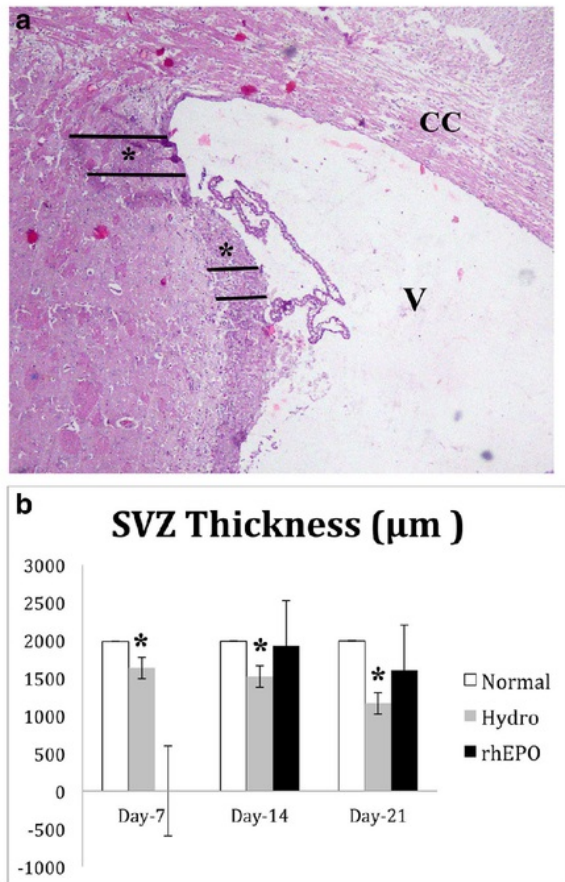 a
CC
*
*
V
b
SVZ Thickness (µm )
3000
2500
2000
1500
1000
500
0
-500
-1000
*
*
*
Day-7
Day-14
Day-21
Normal
Hydro
rhEPO